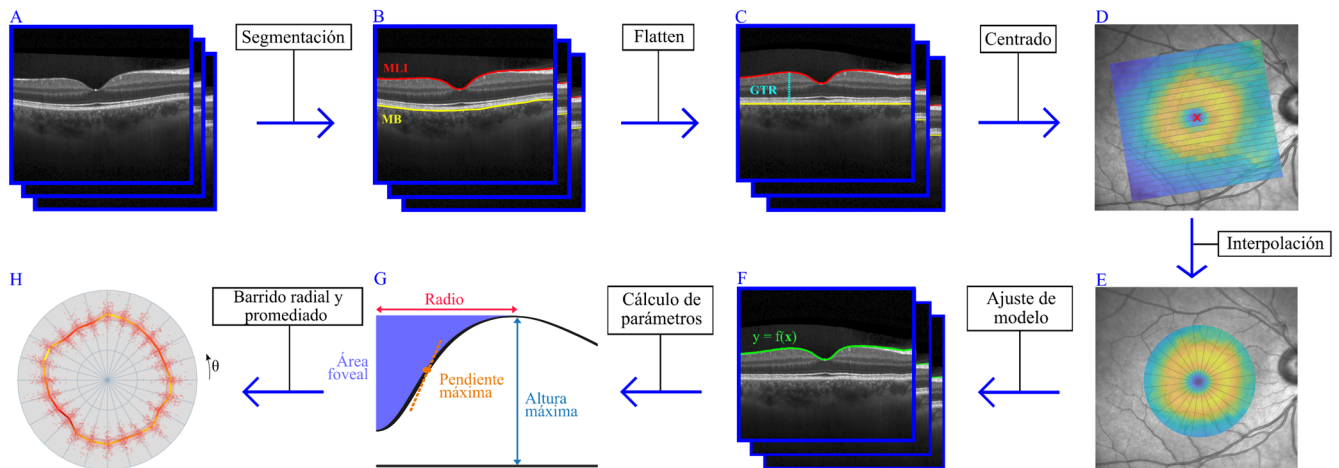 A
Segmentación
B
MLI
MB
Flatten
C
GTR
Centrado
D
Interpolación
E
Ajuste de
modelo
F
y = f(x)
Cálculo de
parámetros
G
Radio
Área
foveal
Pendiente
máxima
Altura
máxima
Barrido radial y
promediado
H
θ